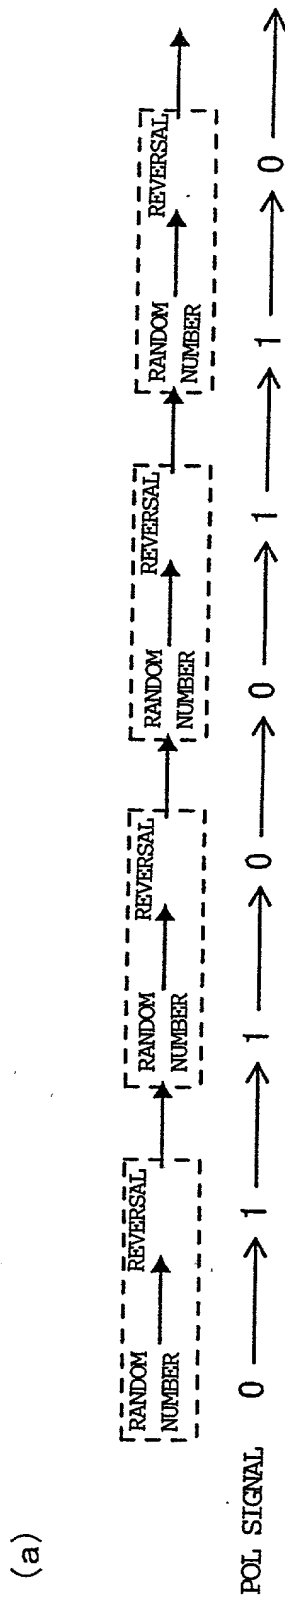 (a)
RANDOM REVERSAL RANDOM REVERSAL RANDOM REVERSAL RANDOM REVERSAL
NUMBER NUMBER NUMBER NUMBER
POL SIGNAL 0 → 1 → 1 → 0 → 0 → 1 → 1 → 0 →